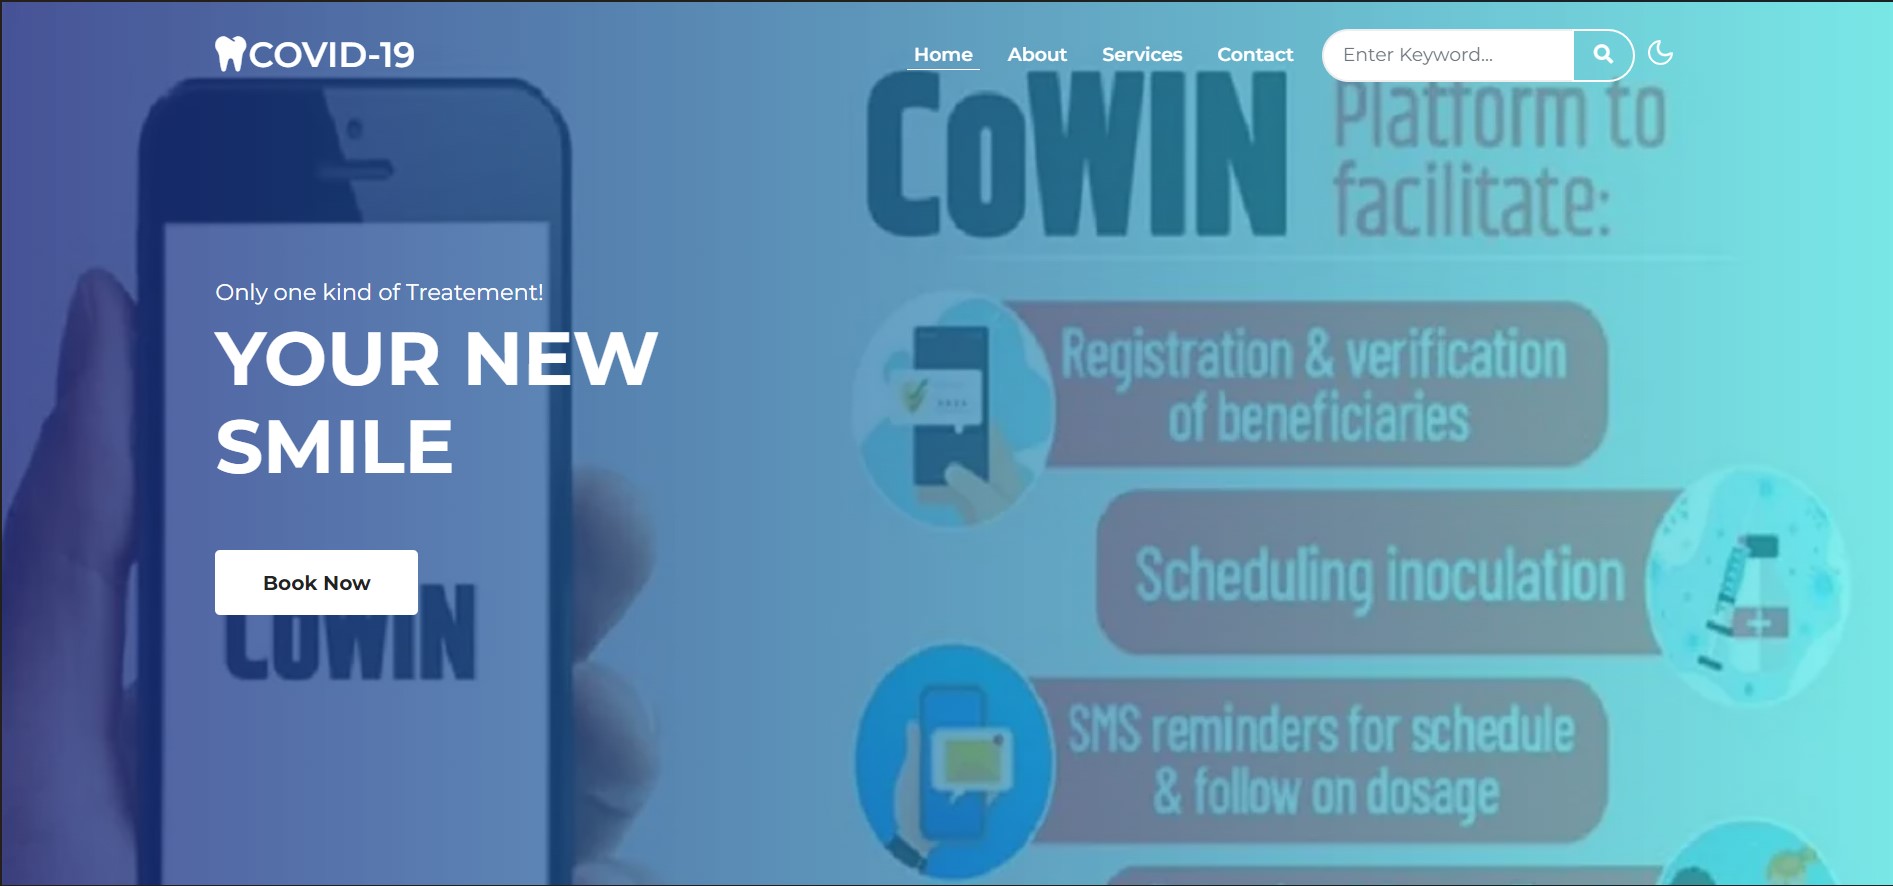 COVID-19
Home About Services Contact
Enter Keyword...
CoWIN
Platform to
facilitate:
Only one kind of Treatement!
YOUR NEW
SMILE
Book Now
CoWIN
Registration & verification
of beneficiaries
Scheduling inoculation
SMS reminders for schedule
& follow on dosage